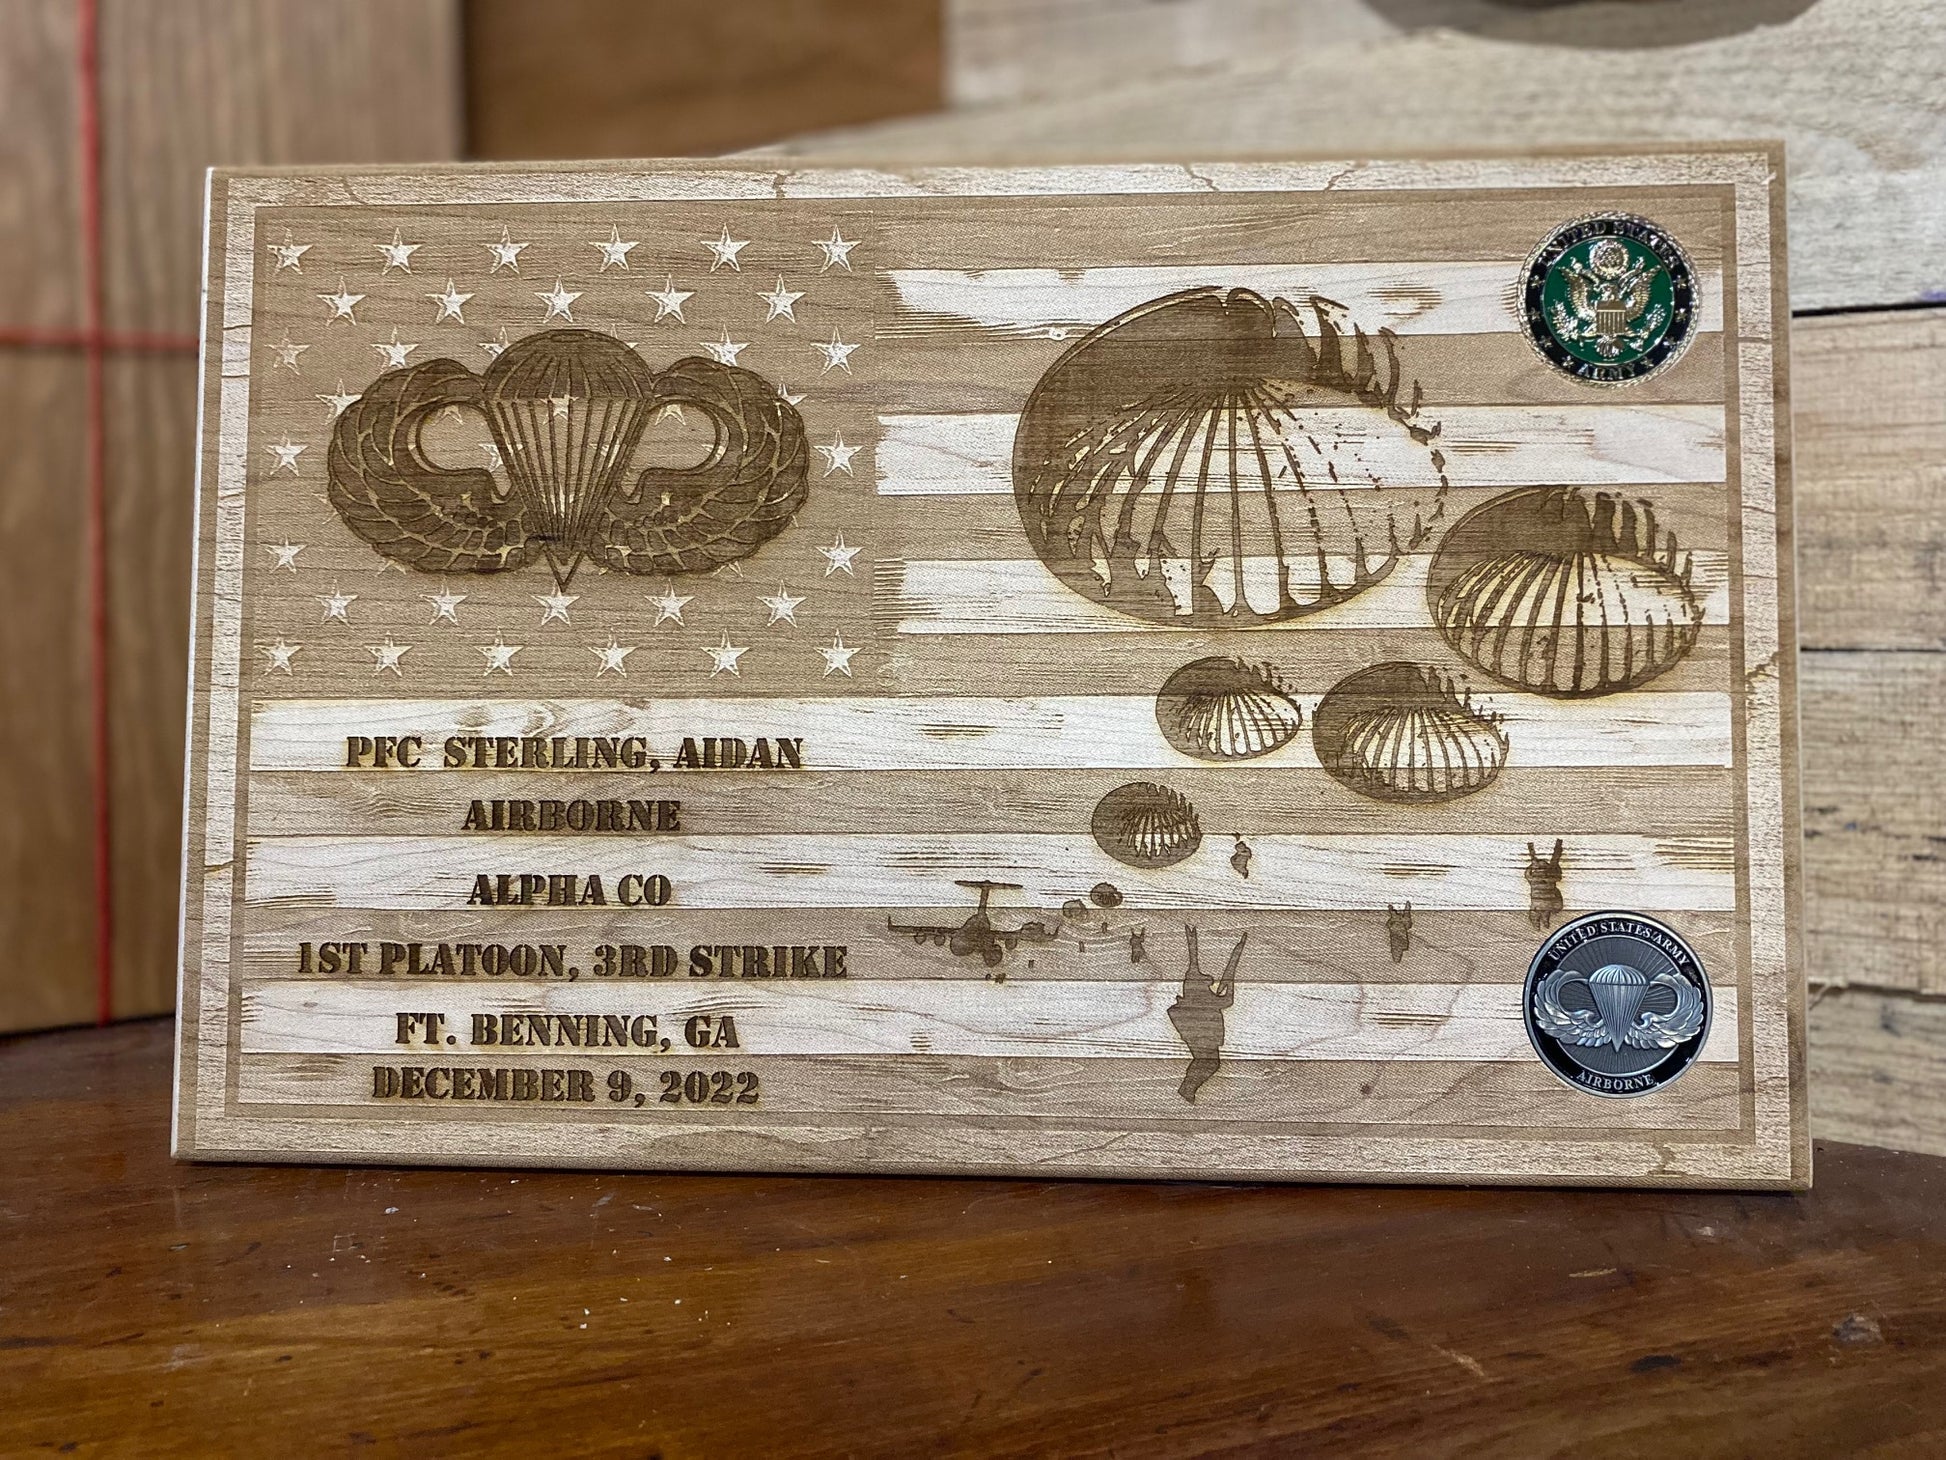 PFC STERLING, AIDAN
AIRBORNE
ALPHA CO
1ST PLATOON, 3RD STRIKE
FT. BENNING, GA
DECEMBER 9, 2022
UNITED STATES
ARMY
UNITED STATES ARMY
AIRBORNE